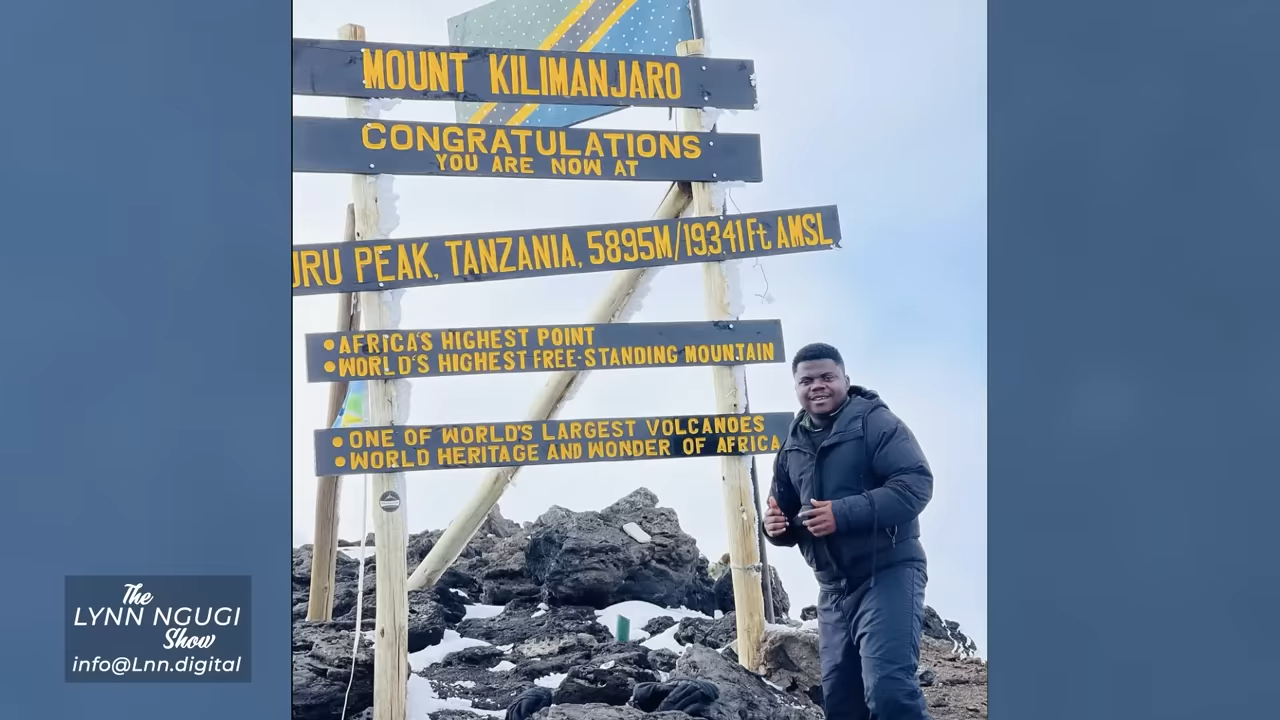 MOUNT KILIMANJARO
CONGRATULATIONS
YOU ARE NOW AT
URU PEAK, TANZANIA, 5895M/19341Ft AMSL
•AFRICA'S HIGHEST POINT
•WORLD'S HIGHEST FREE-STANDING MOUNTAIN
•ONE OF WORLD'S LARGEST VOLCANOES
•WORLD HERITAGE AND WONDER OF AFRICA
The
LYNN NGUGI
Show
info@Lnn.digital